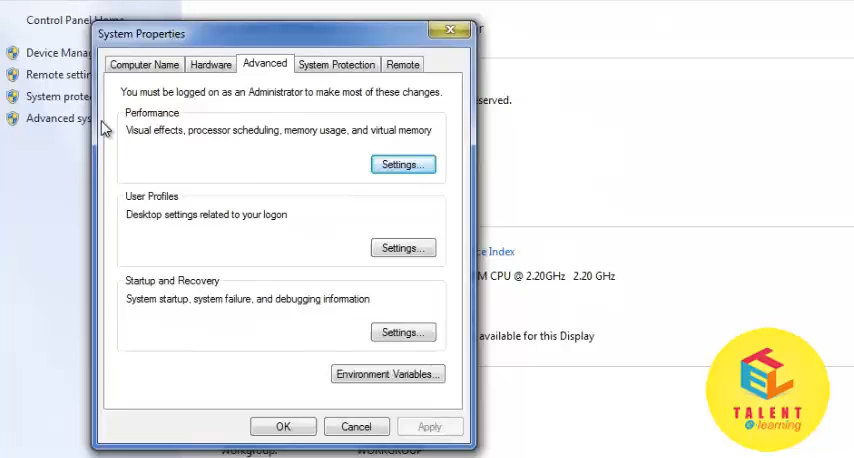 Control Panel Home
System Properties
r
Device Manag
Computer Name
Hardware
Advanced
System Protection
Remote
Remote settin
System protec
Advanced sys
You must be logged on as an Administrator to make most of these changes.
served.
Performance
Visual effects, processor scheduling, memory usage, and virtual memory
Settings...
User Profiles
Desktop settings related to your logon
Settings...
ce Index
M CPU @ 2.20GHz 2.20 GHz
Startup and Recovery
System startup, system failure, and debugging information
Settings...
available for this Display
Environment Variables...
OK
Cancel
Apply
Workgroup:
WORKGROUP
TEL
TALENT
e-learning